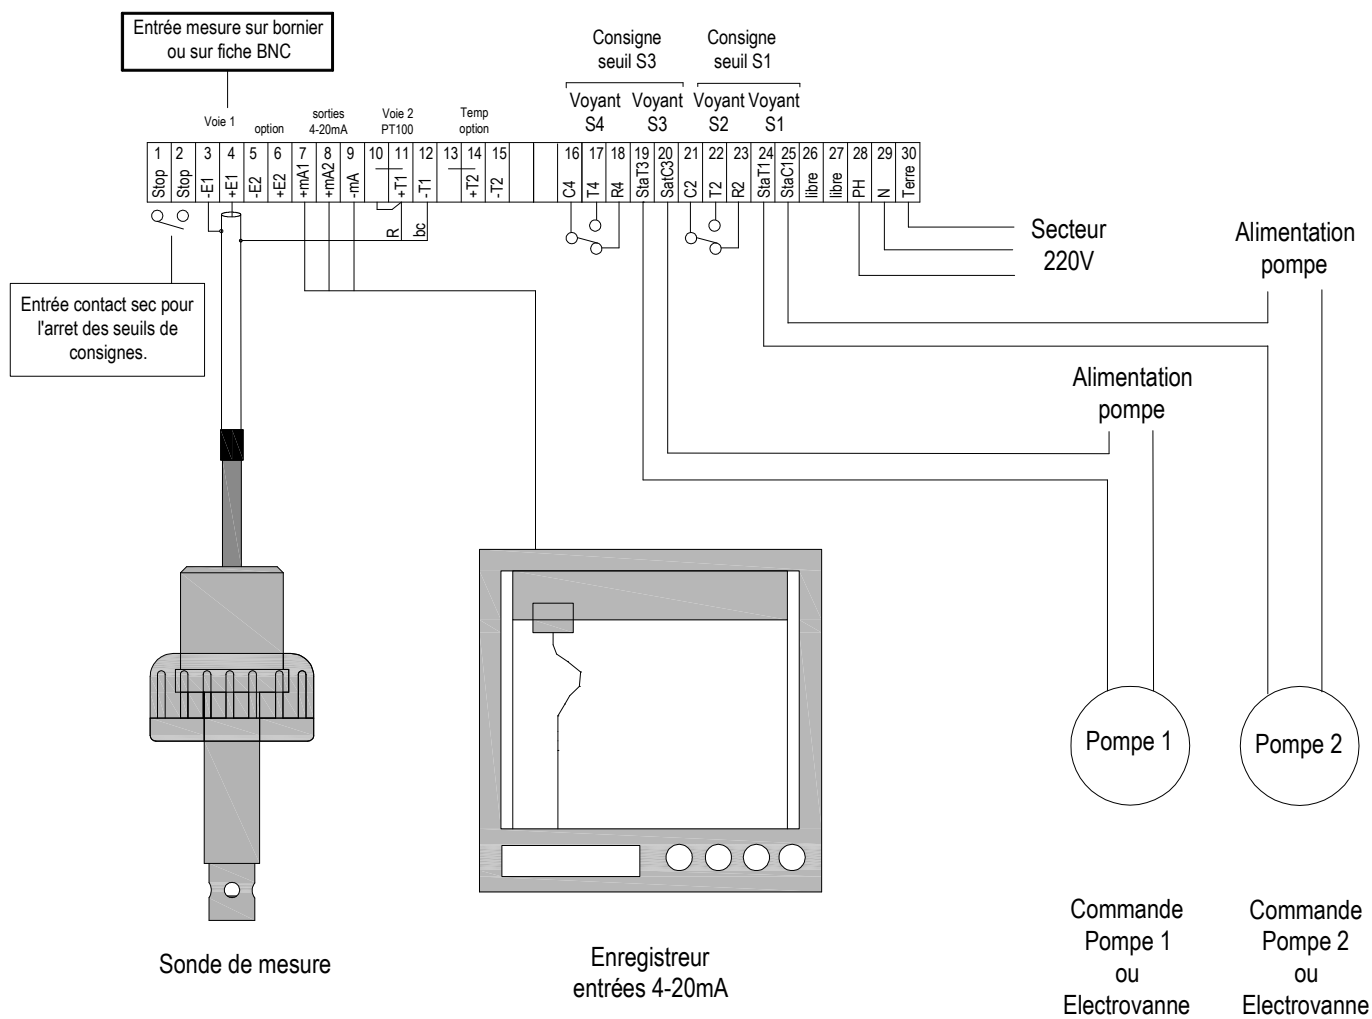 Entrée mesure sur bornier
ou sur fiche BNC
Consigne
seuil S3
Consigne
seuil S1
Voyant
S4
Voyant
S3
Voyant
S2
Voyant
S1
Voie 1
option
sorties
4-20mA
Voie 2
PT100
Temp
option
1 2 3 4 5 6 7 8 9 10 11 12 13 14 15 16 17 18 19 20 21 22 23 24 25 26 27 28 29 30
Stop
Stop
-E1
+E1
-E2
+E2
+mA1
+mA2
-mA
+T1
-T1
+T2
-T2
C4
T4
R4
StaT3
SatC3
C2
T2
R2
StaT1
StaC1
libre
libre
PH
N
Terre
R
bc
Secteur
220V
Alimentation
pompe
Entrée contact sec pour
l'arret des seuils de
consignes.
Alimentation
pompe
Pompe 1
Pompe 2
Sonde de mesure
Enregistreur
entrées 4-20mA
Commande
Pompe 1
ou
Electrovanne
Commande
Pompe 2
ou
Electrovanne